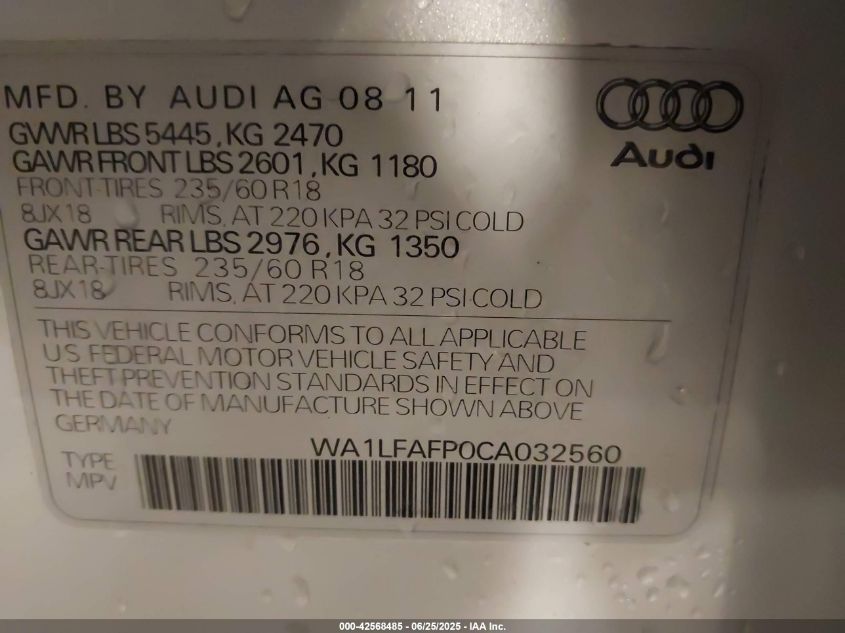 MFD. BY AUDI AG 08 11
Audi
GVWR LBS 5445, KG 2470
GAWR FRONT LBS 2601, KG 1180
FRONT-TIRES 235/60 R18
8JX18 RIMS, AT 220 KPA 32 PSI COLD
GAWR REAR LBS 2976, KG 1350
REAR-TIRES 235/60 R18
8JX18 RIMS, AT 220 KPA 32 PSI COLD
THIS VEHICLE CONFORMS TO ALL APPLICABLE
U.S. FEDERAL MOTOR VEHICLE SAFETY AND
THEFT PREVENTION STANDARDS IN EFFECT ON
THE DATE OF MANUFACTURE SHOWN ABOVE
GERMANY
WA1LFAFP0CA032560
TYPE
MPV
000-42568485 - 06/25/2025 - IAA Inc.